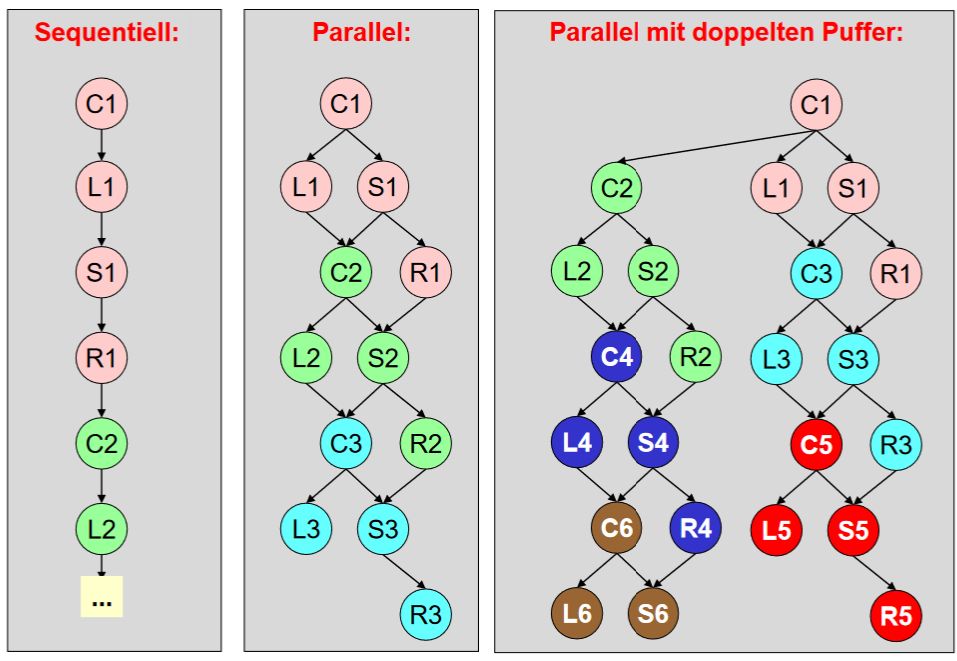 Sequentiell:
C1
L1
S1
R1
C2
L2
...
Parallel:
C1
L1 S1
C2 R1
L2 S2
C3 R2
L3 S3
R3
Parallel mit doppelten Puffer:
C1
C2 L1 S1
L2 S2 C3 R1
C4 R2 L3 S3
L4 S4 C5 R3
C6 R4 L5 S5
L6 S6 R5